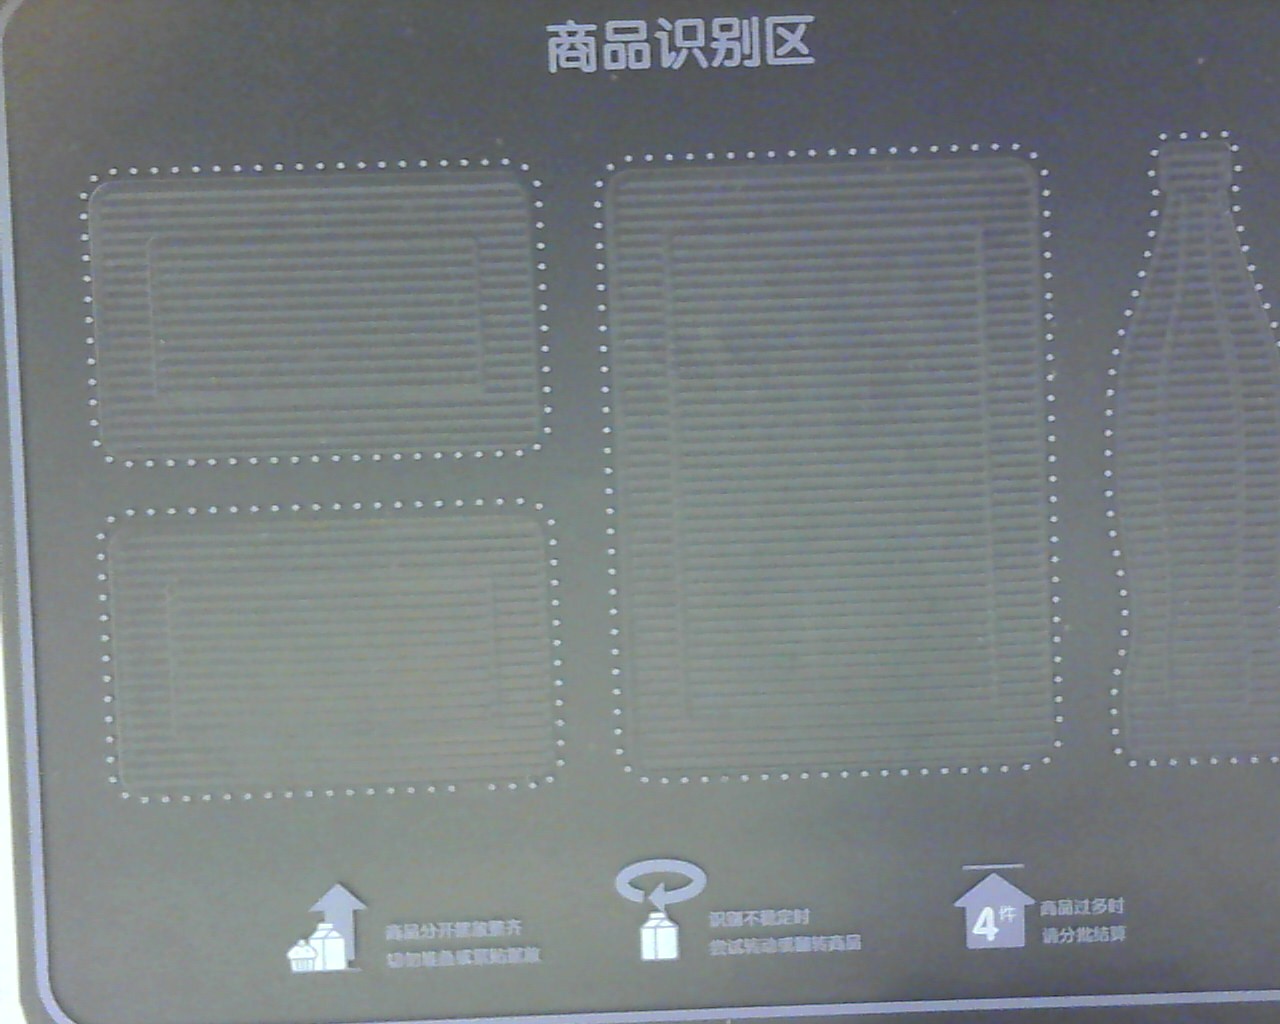 商品识别区
商品分开摆放整齐
切勿堆叠或紧贴摆放
识别不稳定时
尝试转动或翻转商品
4件
商品过多时
请分批结算